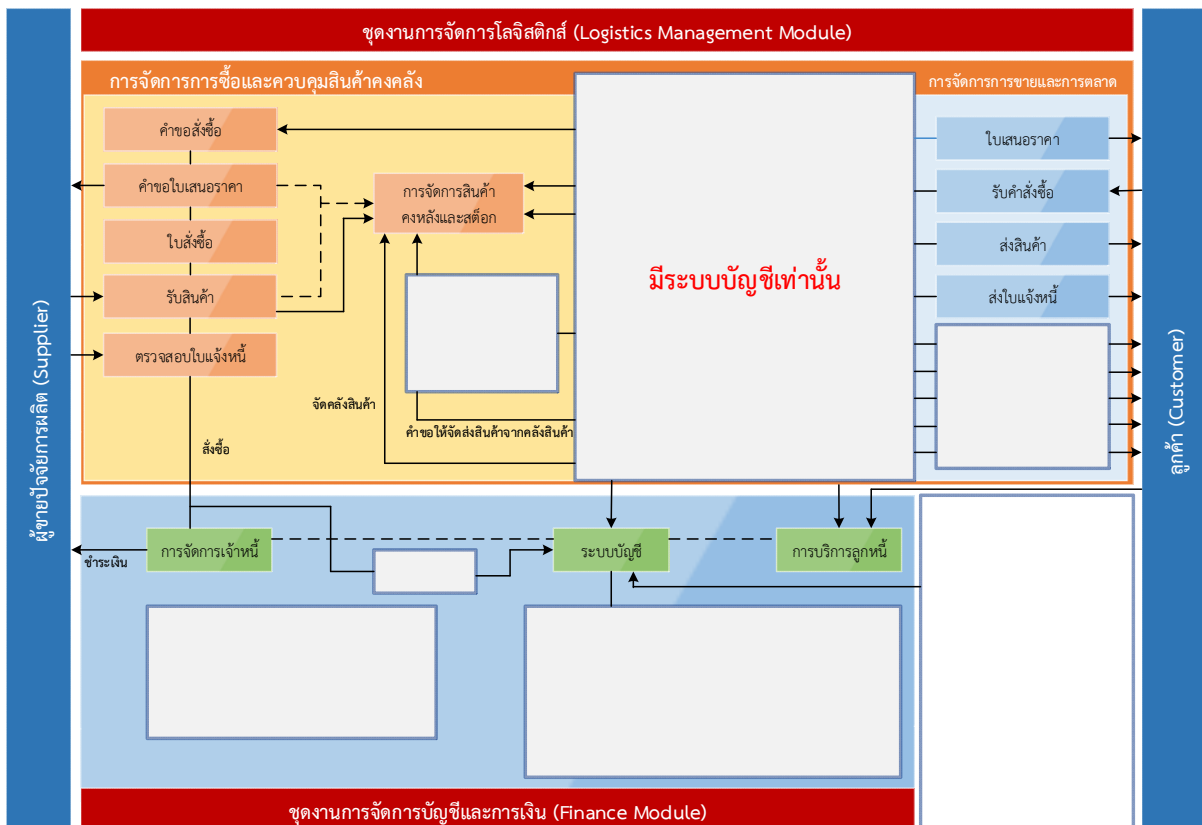 ชุดงานการจัดการโลจิสติกส์ (Logistics Management Module)
การจัดการการซื้อและควบคุมสินค้าคงคลัง
การจัดการการขายและการตลาด
คำขอสั่งซื้อ
คำขอใบเสนอราคา
ใบสั่งซื้อ
รับสินค้า
ตรวจสอบใบแจ้งหนี้
การจัดการสินค้า
คงหลังและสต็อก
มีระบบบัญชีเท่านั้น
ใบเสนอราคา
รับคำสั่งซื้อ
ส่งสินค้า
ส่งใบแจ้งหนี้
จัดคลังสินค้า
คำขอให้จัดส่งสินค้าจากคลังสินค้า
สั่งซื้อ
ผู้ขายปัจจัยการผลิต (Supplier)
ลูกค้า (Customer)
การจัดการเจ้าหนี้
ระบบบัญชี
การบริการลูกหนี้
ชำระเงิน
ชุดงานการจัดการบัญชีและการเงิน (Finance Module)